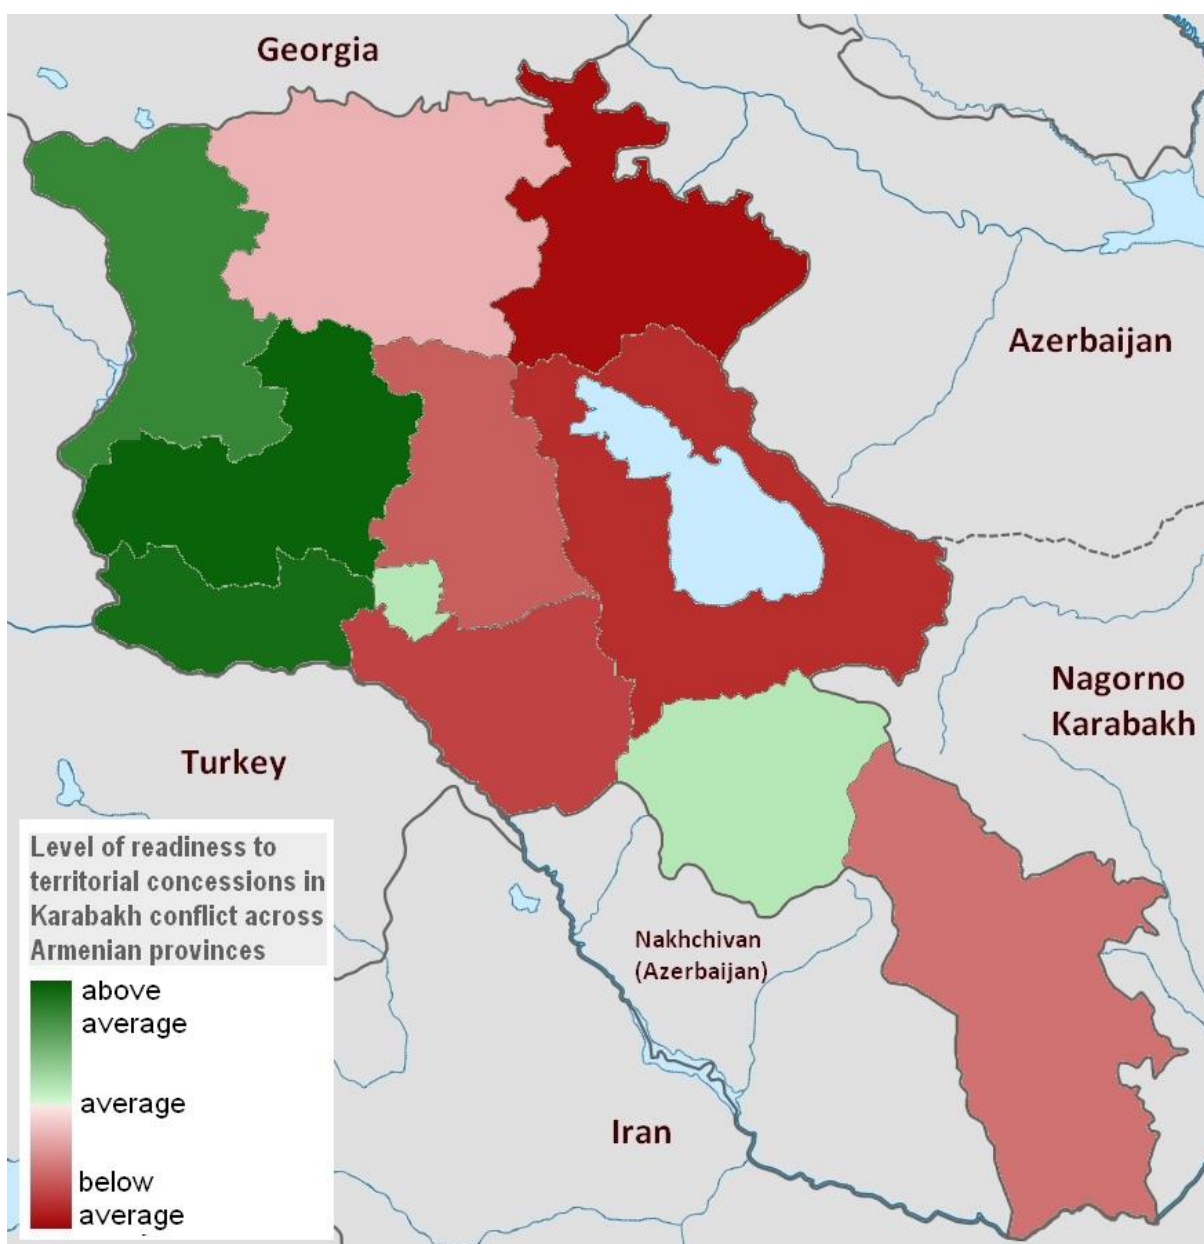 Georgia
Azerbaijan
Nagorno
Karabakh
Turkey
Level of readiness to
territorial concessions in
Karabakh conflict across
Armenian provinces
Nakhchivan
(Azerbaijan)
above
average
average
Iran
below
average